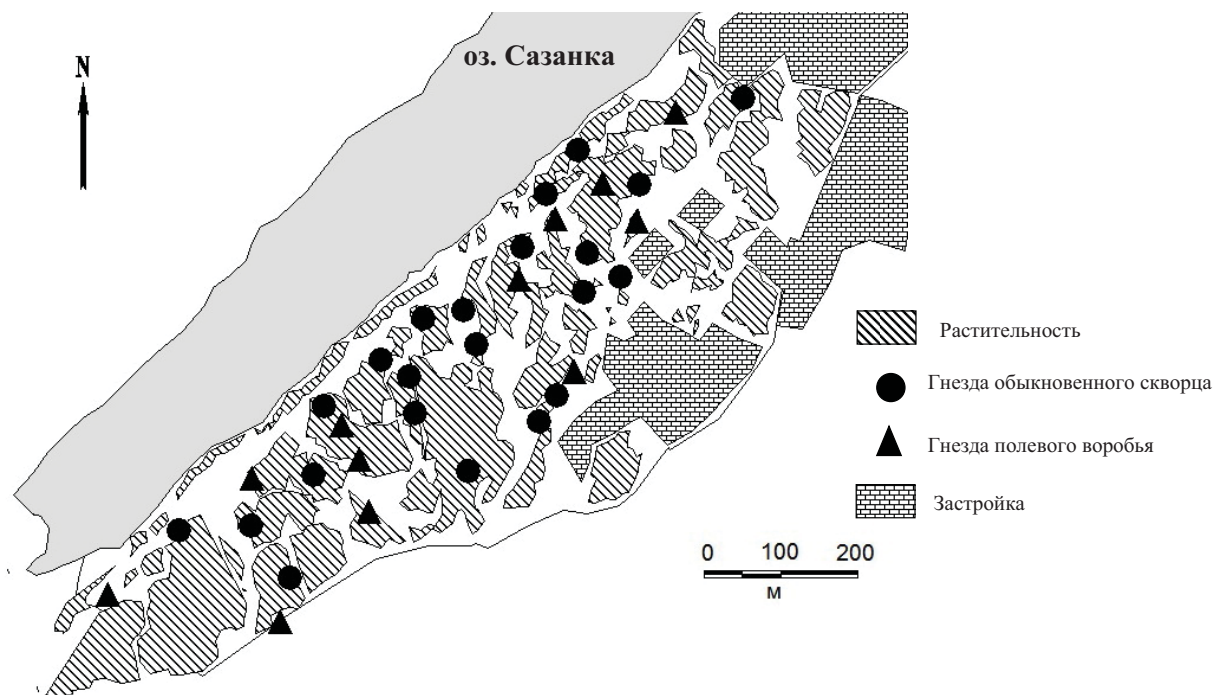 оз. Сазанка
N
Растительность
Гнезда обыкновенного скворца
Гнезда полевого воробья
Застройка
0 100 200
м